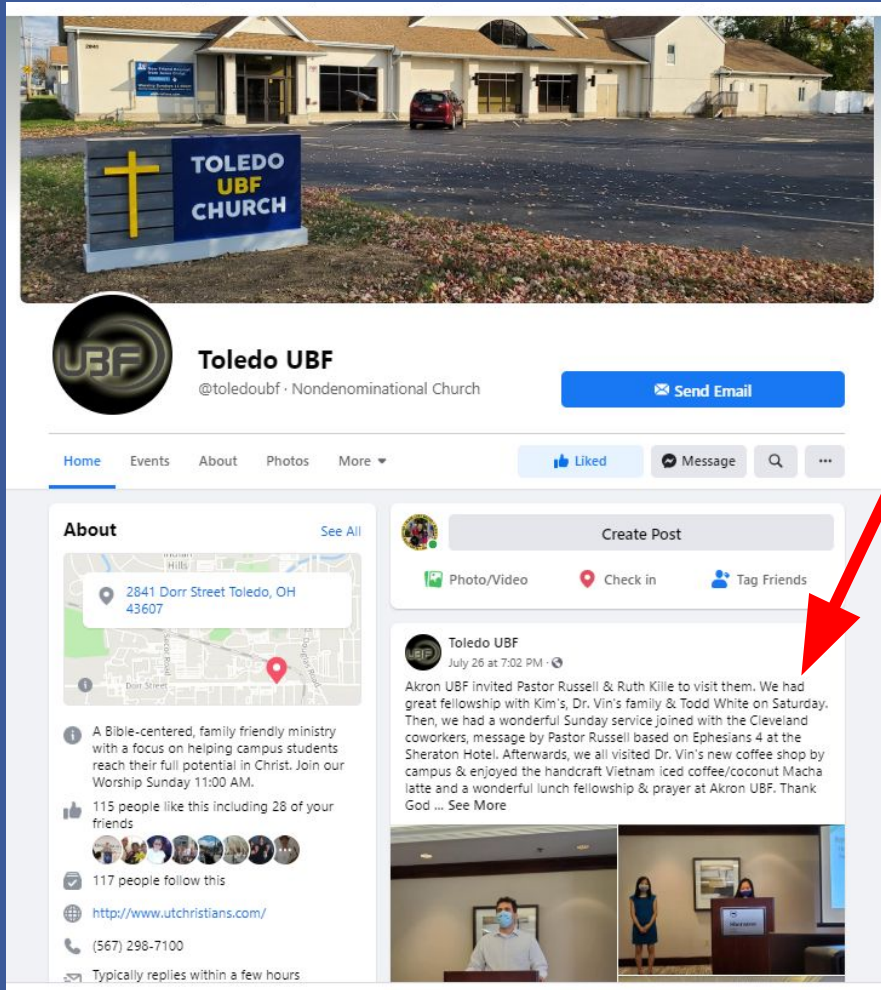 2841
TOLEDO
UBF
CHURCH
UBF
Toledo UBF
@toledoubf · Nondenominational Church
Send Email
Home Events About Photos More
Liked Message
About See All
Hills
2841 Dorr Street Toledo, OH
43607
Secor Road
Douglas Road
Dorr Street
A Bible-centered, family friendly ministry
with a focus on helping campus students
reach their full potential in Christ. Join our
Worship Sunday 11:00 AM.
115 people like this including 28 of your
friends
117 people follow this
http://www.utchristians.com/
(567) 298-7100
Typically replies within a few hours
Create Post
Photo/Video Check in Tag Friends
UBF
Toledo UBF
July 26 at 7:02 PM ·
Akron UBF invited Pastor Russell & Ruth Kille to visit them. We had
great fellowship with Kim's, Dr. Vin's family & Todd White on Saturday.
Then, we had a wonderful Sunday service joined with the Cleveland
coworkers, message by Pastor Russell based on Ephesians 4 at the
Sheraton Hotel. Afterwards, we all visited Dr. Vin's new coffee shop by
campus & enjoyed the handcraft Vietnam iced coffee/coconut Macha
latte and a wonderful lunch fellowship & prayer at Akron UBF. Thank
God ... See More